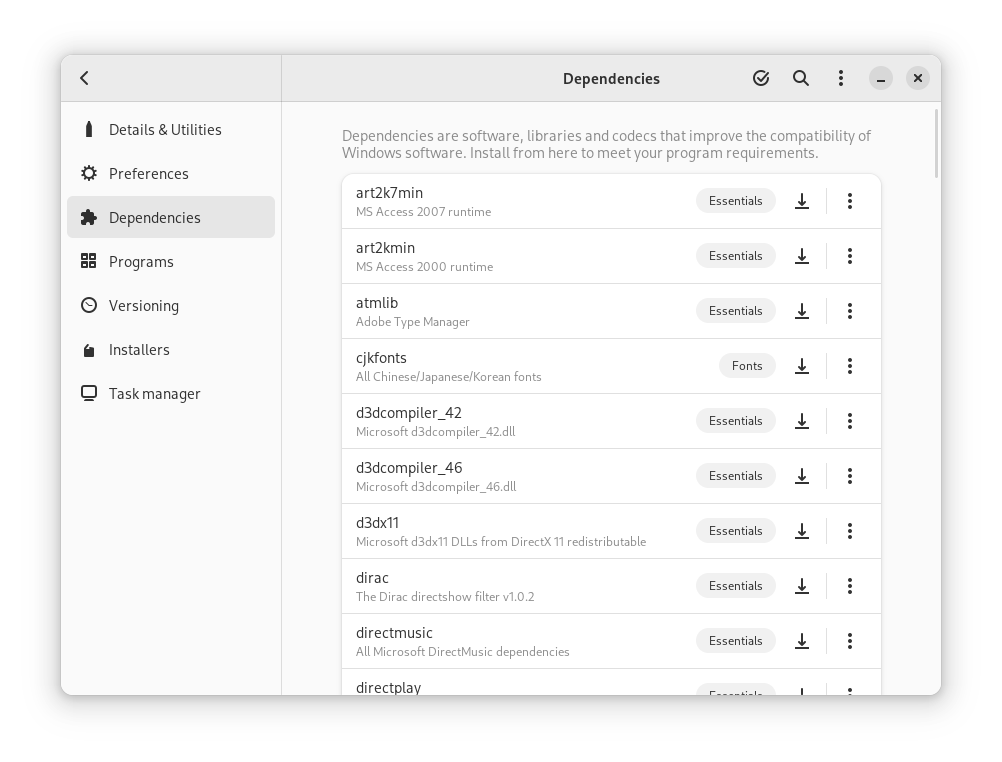 Dependencies
Details & Utilities
Preferences
Dependencies
Programs
Versioning
Installers
Task manager
Dependencies are software, libraries and codecs that improve the compatibility of
Windows software. Install from here to meet your program requirements.
art2k7min
MS Access 2007 runtime
Essentials
art2kmin
MS Access 2000 runtime
Essentials
atmlib
Adobe Type Manager
Essentials
cjkfonts
All Chinese/Japanese/Korean fonts
Fonts
d3dcompiler_42
Microsoft d3dcompiler_42.dll
Essentials
d3dcompiler_46
Microsoft d3dcompiler_46.dll
Essentials
d3dx11
Microsoft d3dx11 DLLs from DirectX 11 redistributable
Essentials
dirac
The Dirac directshow filter v1.0.2
Essentials
directmusic
All Microsoft DirectMusic dependencies
Essentials
directplay
Essentials